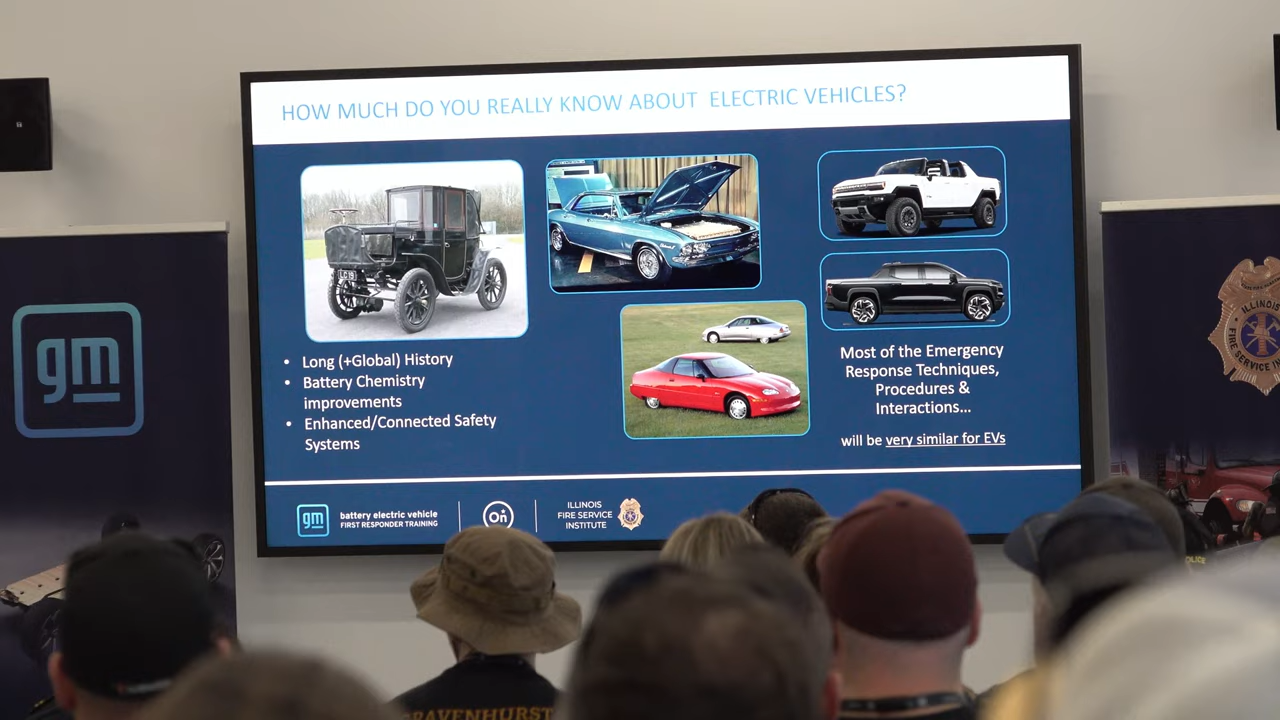 HOW MUCH DO YOU REALLY KNOW ABOUT ELECTRIC VEHICLES?
• Long (+Global) History
• Battery Chemistry
improvements
• Enhanced/Connected Safety
Systems
Most of the Emergency
Response Techniques,
Procedures &
Interactions...
will be very similar for EVs
gm
battery electric vehicle
FIRST RESPONDER TRAINING
On
ILLINOIS
FIRE SERVICE
INSTITUTE
gm
ILLINOIS
FIRE SERVICE